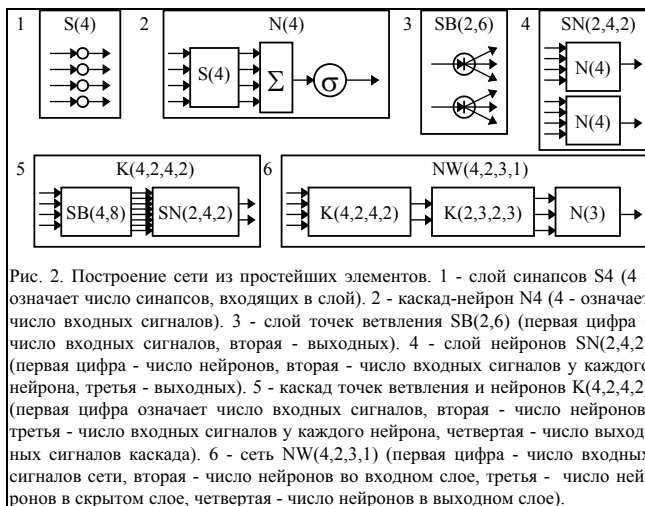 1 S(4) 2 N(4) 3 SB(2,6) 4 SN(2,4,2)
S(4) Σ σ N(4)
N(4)
5 K(4,2,4,2) 6 NW(4,2,3,1)
SB(4,8) SN(2,4,2) K(4,2,4,2) K(2,3,2,3) N(3)
Рис. 2. Построение сети из простейших элементов. 1 - слой синапсов S4 (4 -
означает число синапсов, входящих в слой). 2 - каскад-нейрон N4 (4 - означает
число входных сигналов). 3 - слой точек ветвления SB(2,6) (первая цифра -
число входных сигналов, вторая - выходных). 4 - слой нейронов SN(2,4,2)
(первая цифра - число нейронов, вторая - число входных сигналов у каждого
нейрона, третья - выходных). 5 - каскад точек ветвления и нейронов K(4,2,4,2)
(первая цифра означает число входных сигналов, вторая - число нейронов,
третья - число входных сигналов у каждого нейрона, четвертая - число выход-
ных сигналов каскада). 6 - сеть NW(4,2,3,1) (первая цифра - число входных
сигналов сети, вторая - число нейронов во входном слое, третья - число ней-
ронов в скрытом слое, четвертая - число нейронов в выходном слое).